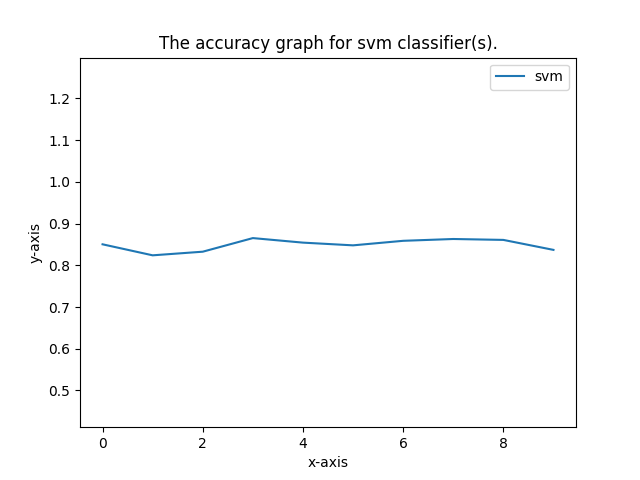 The accuracy graph for svm classifier(s).
svm
1.2
1.1
1.0
0.9
0.8
0.7
0.6
0.5
y-axis
0 2 4 6 8
x-axis